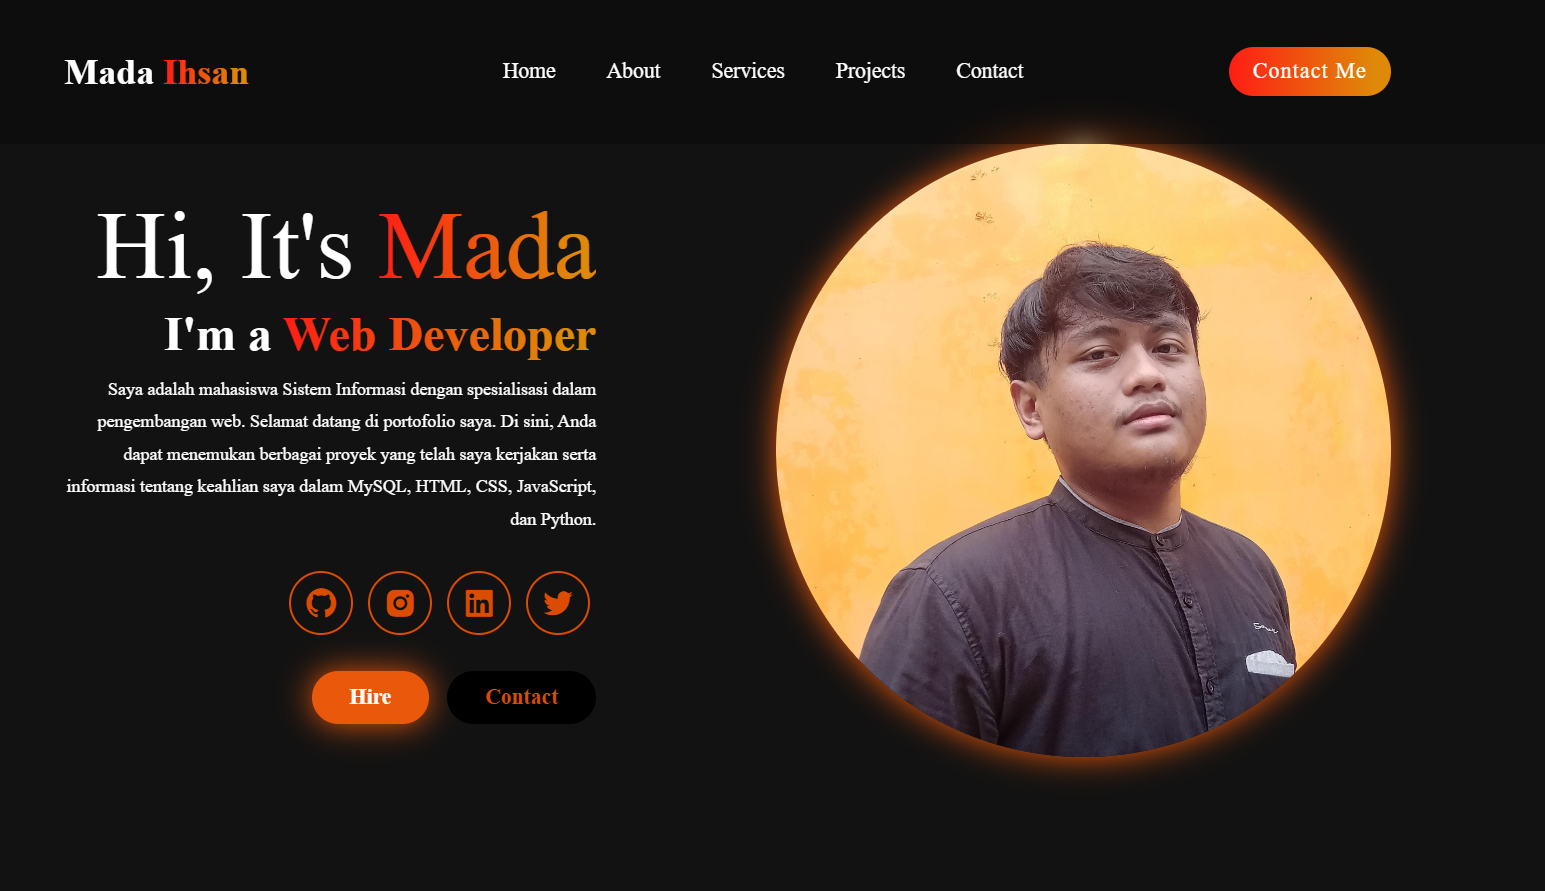 Mada Ihsan
Home
About
Services
Projects
Contact
Contact Me
Hi, It's Mada
I'm a Web Developer
Saya adalah mahasiswa Sistem Informasi dengan spesialisasi dalam
pengembangan web. Selamat datang di portofolio saya. Di sini, Anda
dapat menemukan berbagai proyek yang telah saya kerjakan serta
informasi tentang keahlian saya dalam MySQL, HTML, CSS, JavaScript,
dan Python.
in
Hire
Contact